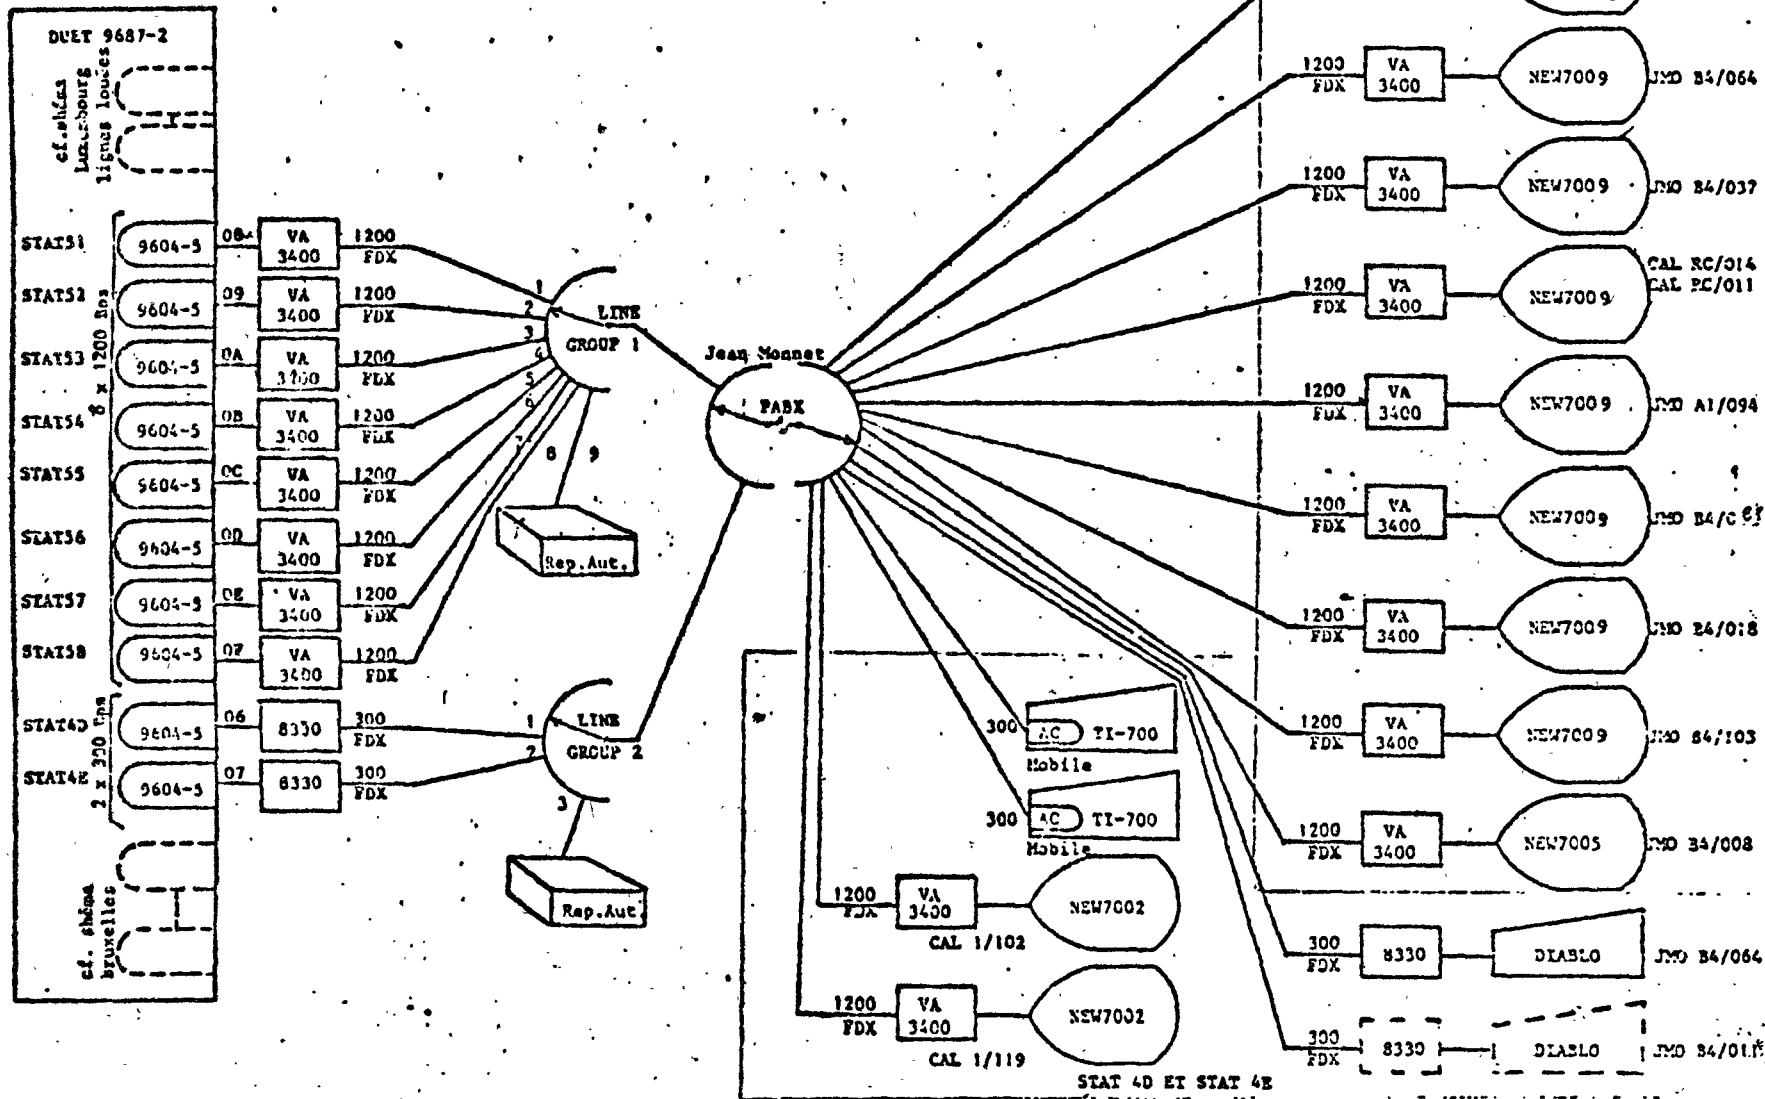 DUET 9687-2
cf.shéma
Luxembourg
lignes louées
8 x 1200 Bps
STAT51
9604-5
08
VA
3400
1200
FDX
STAT52
9604-5
09
VA
3400
1200
FDX
STAT53
9604-5
0A
VA
3400
1200
FDX
STAT54
9604-5
0B
VA
3400
1200
FDX
STAT55
9604-5
0C
VA
3400
1200
FDX
STAT56
9604-5
0D
VA
3400
1200
FDX
STAT57
9604-5
0E
VA
3400
1200
FDX
STAT58
9604-5
VA
3400
1200
FDX
2 x 300 Bps
STAT4D
9604-5
06
8330
300
FDX
STAT4E
9604-5
07
8330
300
FDX
cf. shéma
bruxelles
1
2
3
4
5
6
7
8
9
LINE
GROUP 1
Rep.Aut.
1
2
3
LINE
GROUP 2
Rep.Aut.
Jean Monnet
PABX
1200
FDX
VA
3400
NEW7009
JMO B4/064
1200
FDX
VA
3400
NEW7009
JMO B4/037
1200
FDX
VA
3400
NEW7009
CAL RC/014
CAL RC/011
1200
FDX
VA
3400
NEW7009
JMO A1/094
1200
FDX
VA
3400
NEW7009
JMO
1200
FDX
VA
3400
NEW7009
JMO B4/018
1200
FDX
VA
3400
NEW7009
JMO B4/103
1200
FDX
VA
3400
NEW7005
JMO B4/008
300
FDX
8330
DIABLO
JMO B4/064
300
FDX
8330
DIABLO
JMO
300
AC
TI-700
Mobile
300
AC
TI-700
Mobile
1200
FDX
VA
3400
NEW7002
CAL 1/102
1200
FDX
VA
3400
NEW7002
CAL 1/119
STAT 4D ET STAT 4E